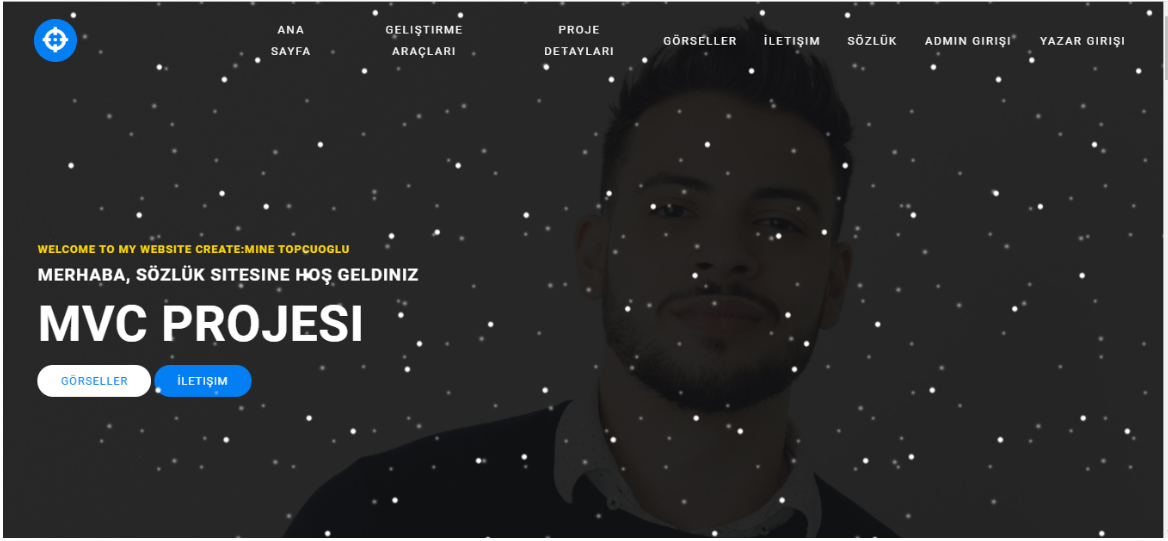 ANA
SAYFA
GELIŞTIRME
ARAÇLARI
PROJE
DETAYLARI
GÖRSELLER
İLETIŞIM
SÖZLÜK
ADMIN GIRIŞI
YAZAR GIRIŞI
WELCOME TO MY WEBSITE CREATE:MINE TOPCUOGLU
MERHABA, SÖZLÜK SITESINE HOŞ GELDINIZ
MVC PROJESI
GÖRSELLER
İLETIŞIM